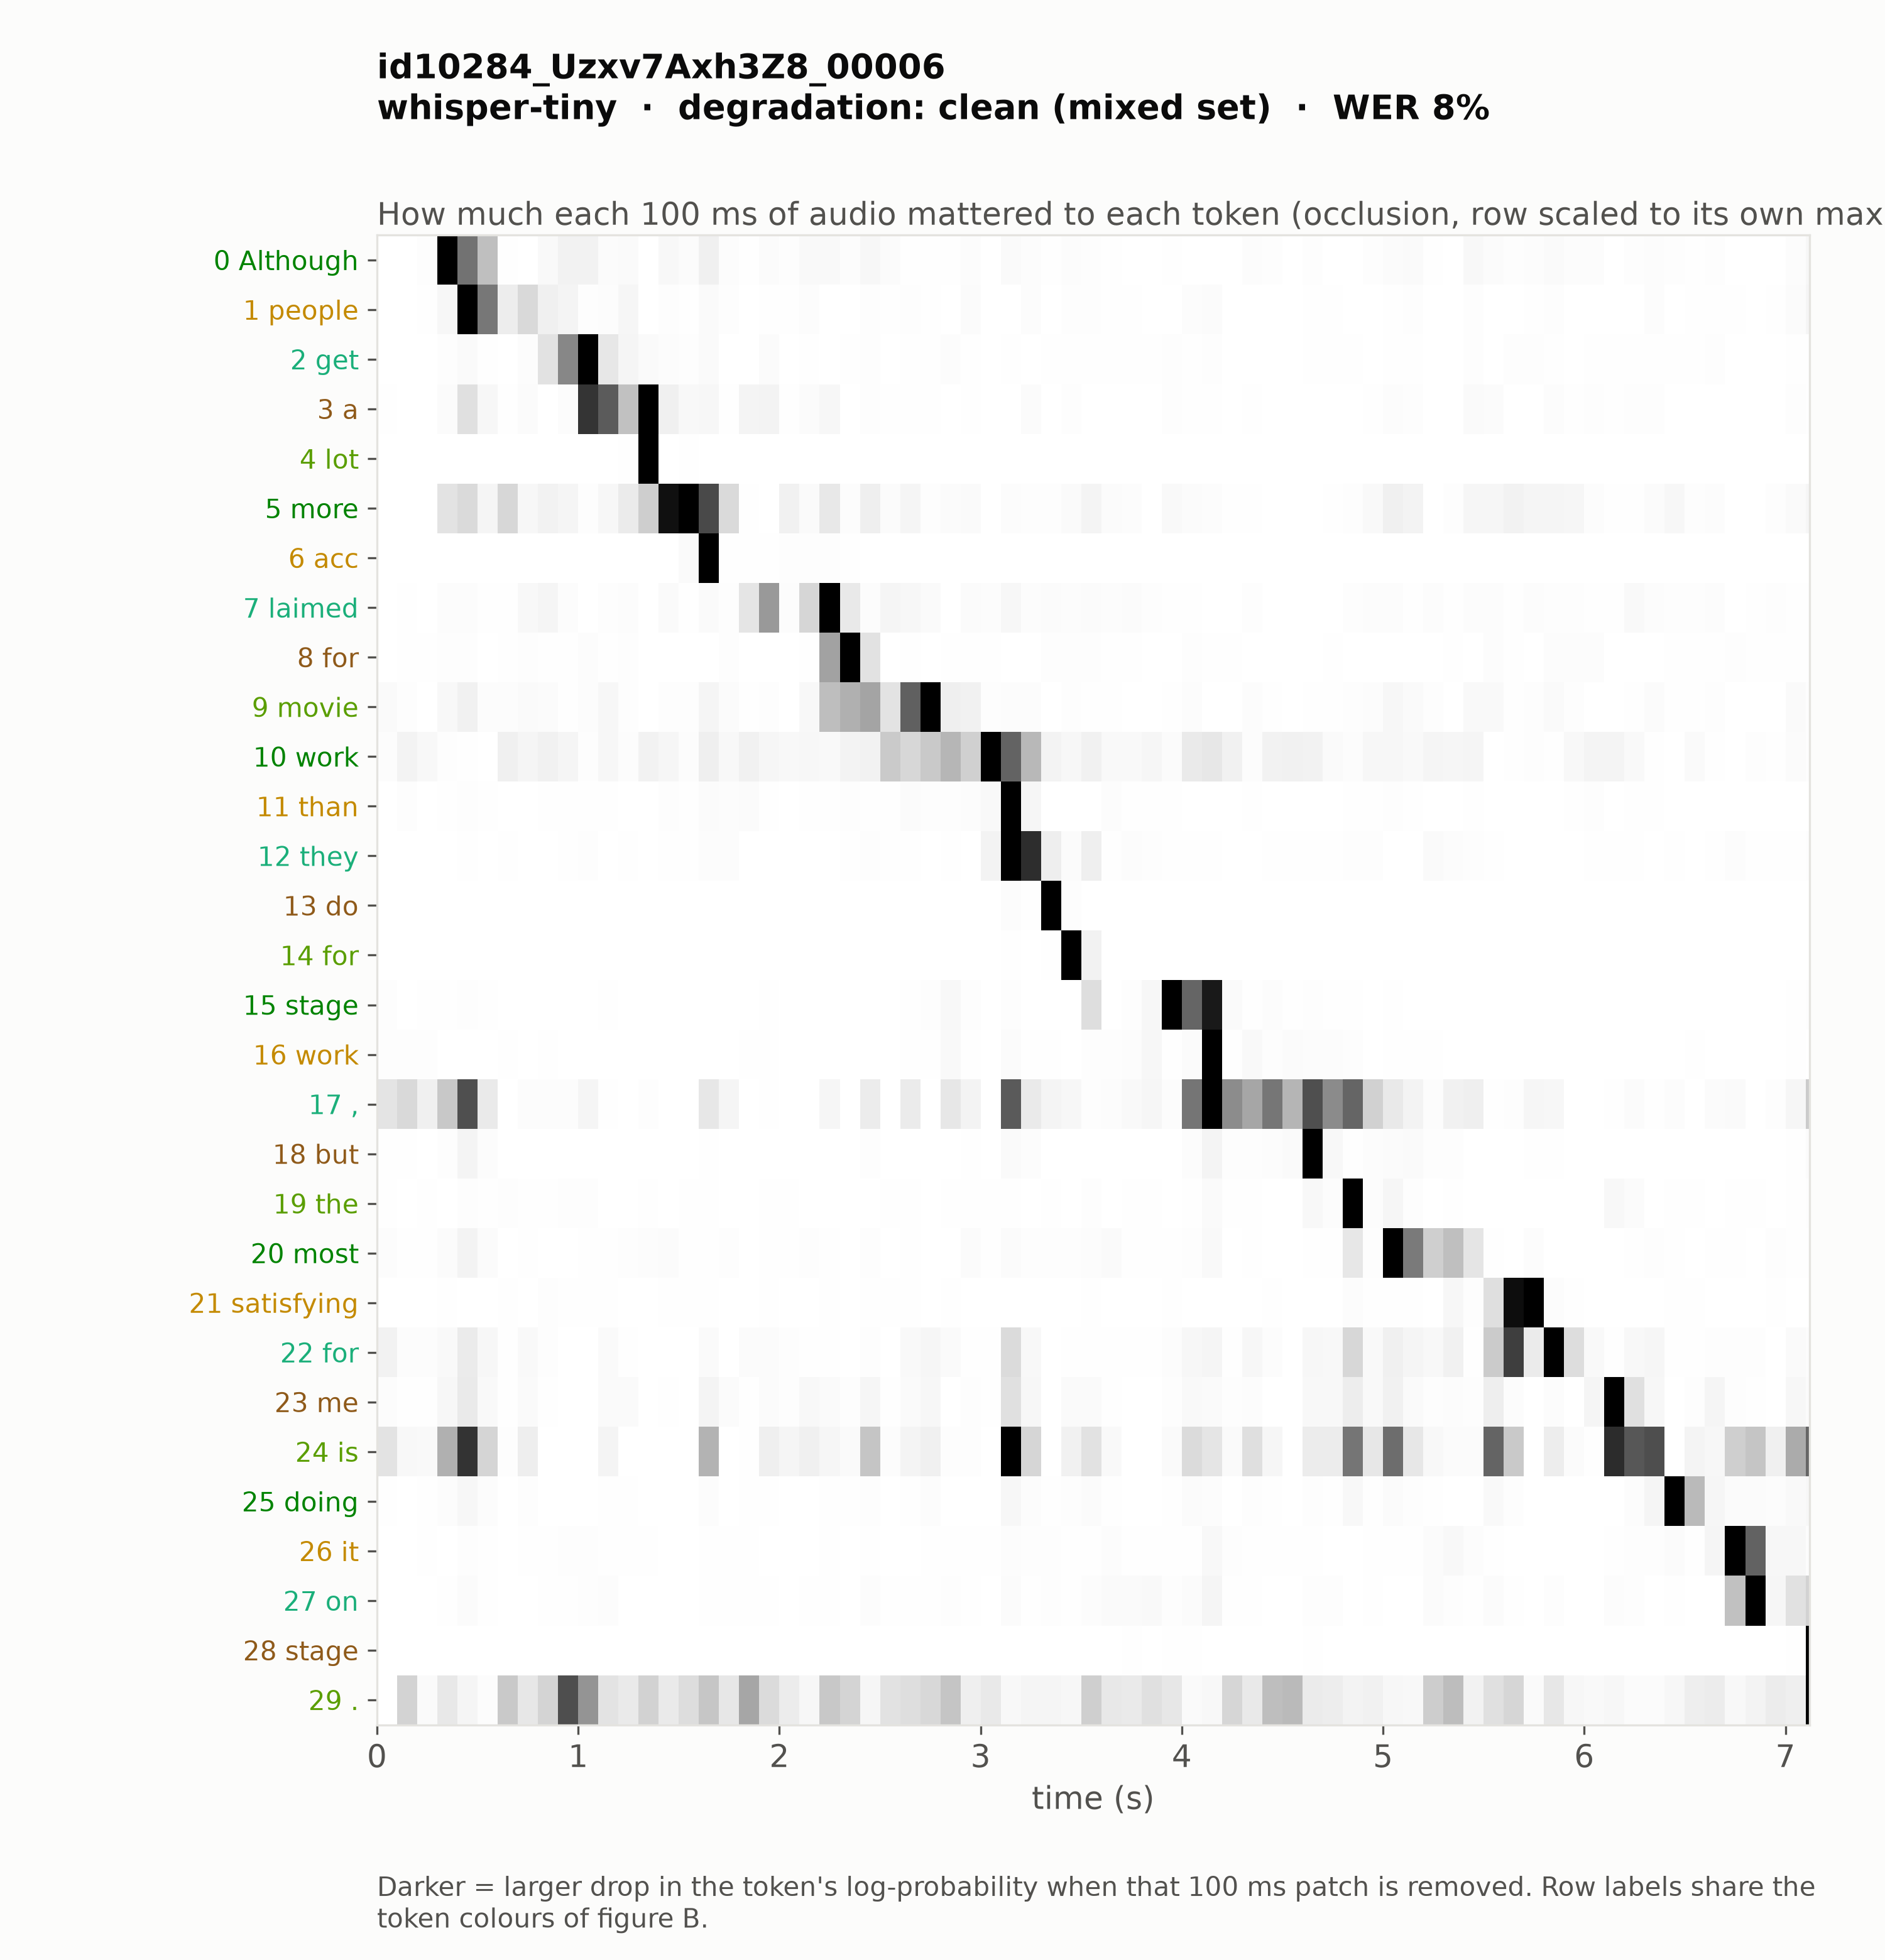 id10284_Uzxv7Axh3Z8_00006
whisper-tiny · degradation: clean (mixed set) · WER 8%
How much each 100 ms of audio mattered to each token (occlusion, row scaled to its own max
0 Although
1 people
2 get
3 a
4 lot
5 more
6 acc
7 laimed
8 for
9 movie
10 work
11 than
12 they
13 do
14 for
15 stage
16 work
17 ,
18 but
19 the
20 most
21 satisfying
22 for
23 me
24 is
25 doing
26 it
27 on
28 stage
29 .
0 1 2 3 4 5 6 7
time (s)
Darker = larger drop in the token's log-probability when that 100 ms patch is removed. Row labels share the
token colours of figure B.